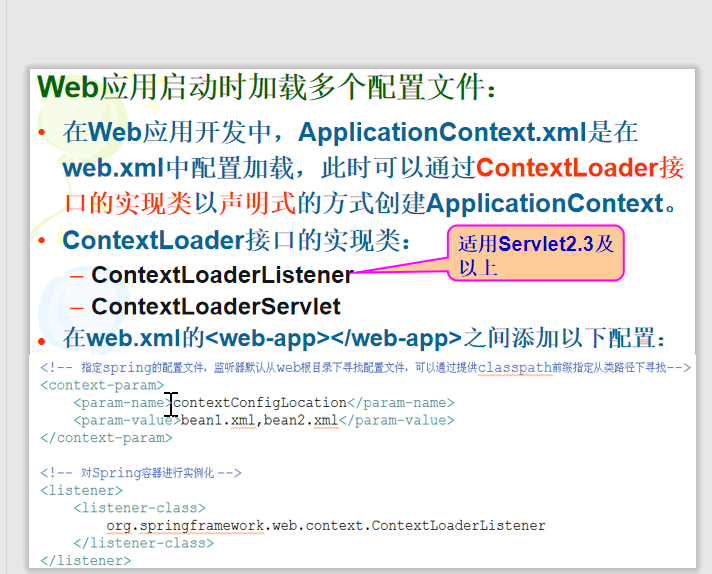 Web应用启动时加载多个配置文件：
• 在Web应用开发中，ApplicationContext.xml是在
web.xml中配置加载，此时可以通过ContextLoader接
口的实现类以声明式的方式创建ApplicationContext。
• ContextLoader接口的实现类：
适用Servlet2.3及
以上
– ContextLoaderListener
– ContextLoaderServlet
• 在web.xml的<web-app></web-app>之间添加以下配置：
<!-- 指定spring的配置文件，监听器默认从web根目录下寻找配置文件，可以通过提供classpath前缀指定从类路径下寻找-->
<context-param>
<param-name>contextConfigLocation</param-name>
<param-value>bean1.xml,bean2.xml</param-value>
</context-param>
<!-- 对Spring容器进行实例化 -->
<listener>
<listener-class>
org.springframework.web.context.ContextLoaderListener
</listener-class>
</listener>